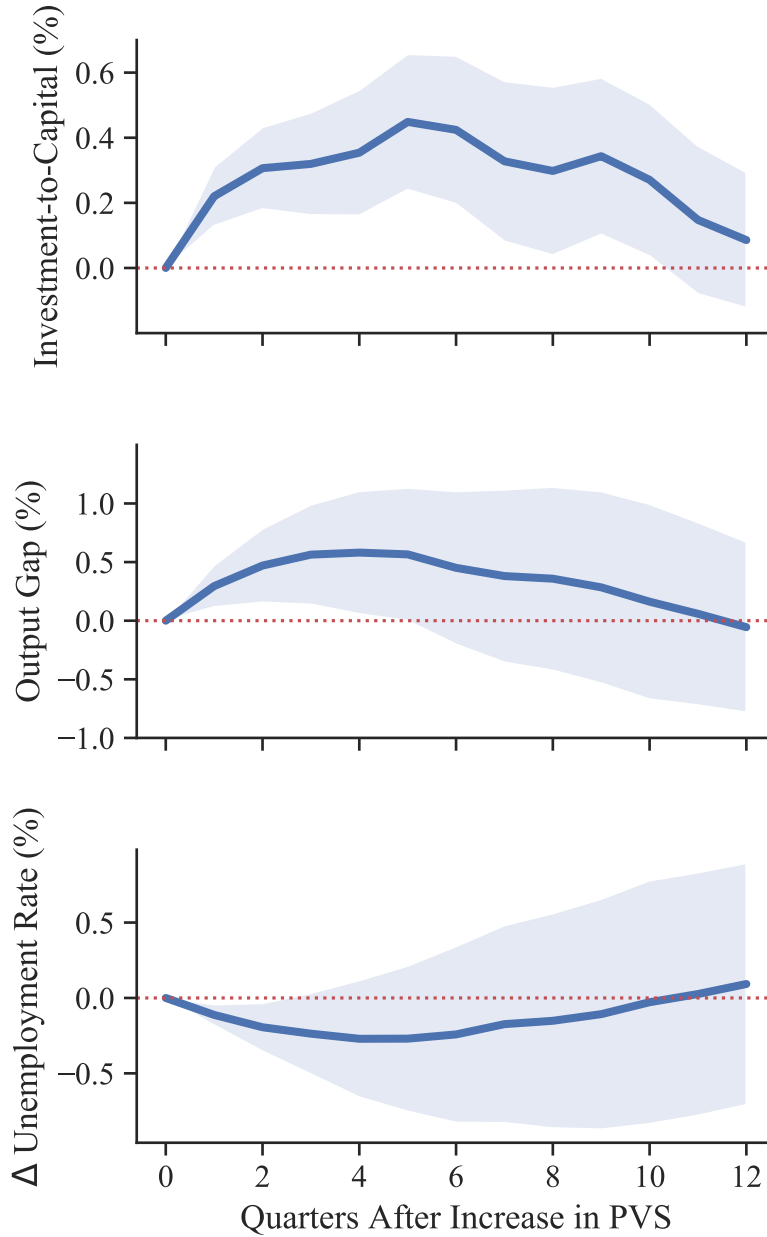 Investment-to-Capital (%)
0.6
0.4
0.2
0.0
Output Gap (%)
1.0
0.5
0.0
−0.5
−1.0
Δ Unemployment Rate (%)
0.5
0.0
−0.5
0 2 4 6 8 10 12
Quarters After Increase in PVS